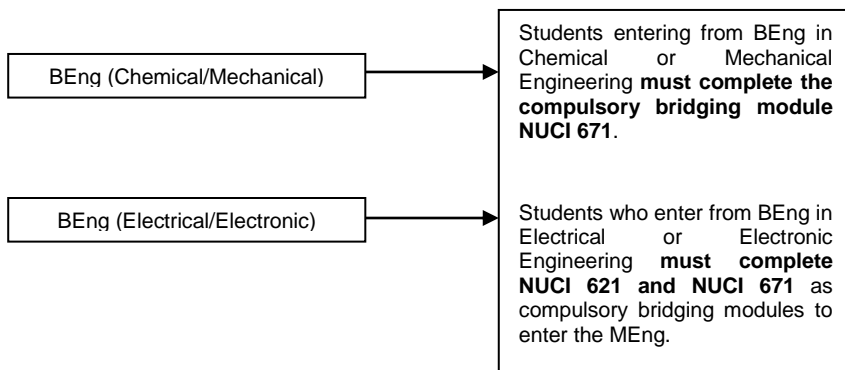 BEng (Chemical/Mechanical)
Students entering from BEng in
Chemical or Mechanical
Engineering must complete the
compulsory bridging module
NUCI 671.
BEng (Electrical/Electronic)
Students who enter from BEng in
Electrical or Electronic
Engineering must complete
NUCI 621 and NUCI 671 as
compulsory bridging modules to
enter the MEng.